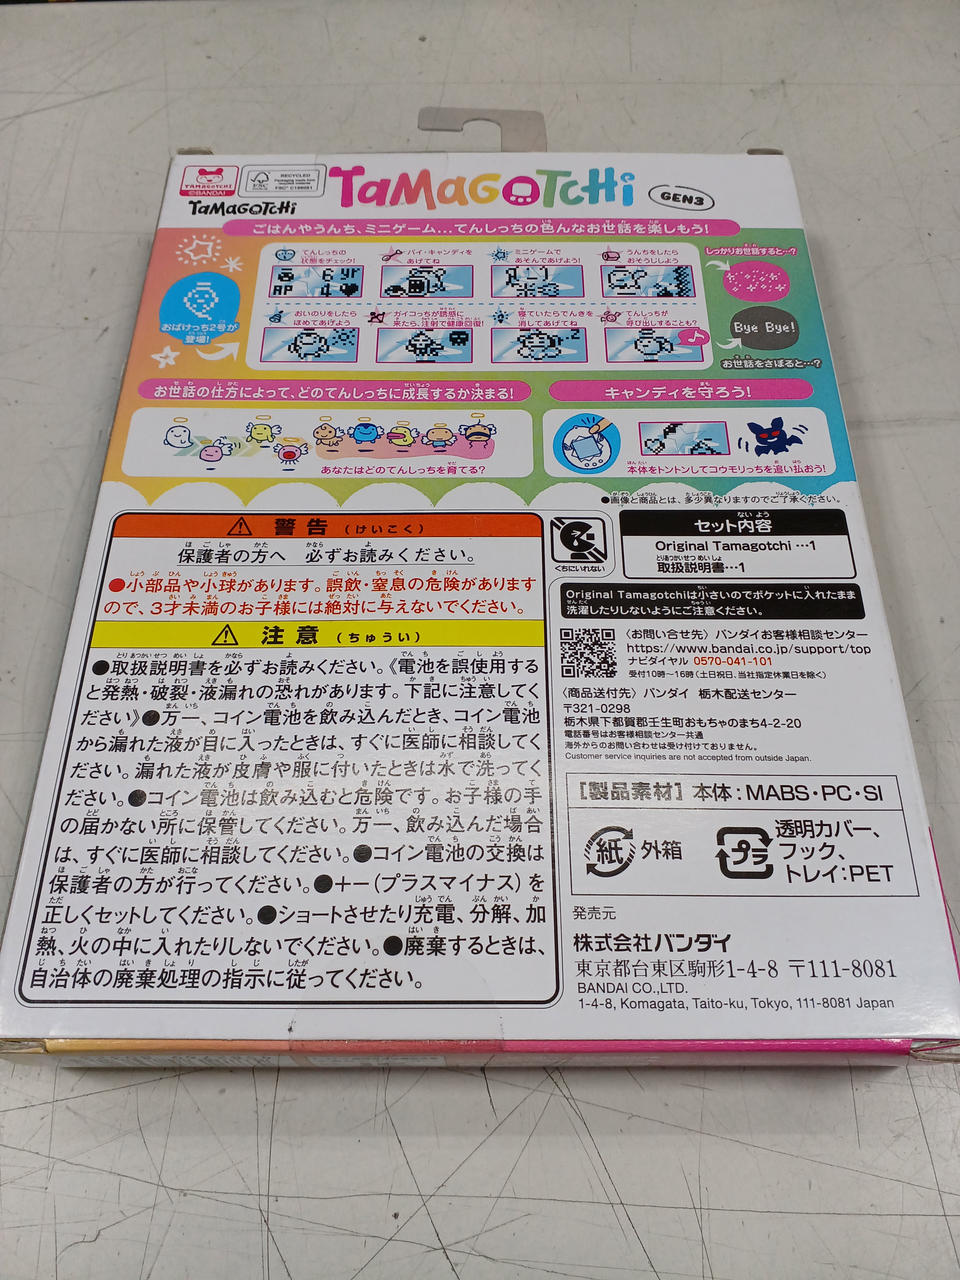 TAMAGOTCHI
©BANDAI
FSC
RECYCLED
FSC® C188081
TaMaGoTCHi
TaMaGoTCHi
GEN3
ごはんやうんち、ミニゲーム…てんしっちの色んなお世話を楽しもう!
おばけっち2号が
登場!
てんしっちの
状態をチェック!
パイ・キャンディを
あげてね
ミニゲームで
あそんであげよう!
うんちをしたら
おそうじしよう
6 yr
AP 4
おいのりをしたら
ほめてあげよう
ガイコっちが誘惑に
来たら、注射で健康回復!
寝ていたらでんきを
消してあげてね
てんしっちが
呼び出しすることも?
しっかりお世話すると…?
Bye Bye!
お世話をさぼると…?
お世話の仕方によって、どのてんしっちに成長するか決まる!
あなたはどのてんしっちを育てる?
キャンディを守ろう!
本体をトントンしてコウモリっちを追い払おう!
●画像と商品とは、多少異なりますのでご了承ください。
警告(けいこく)
保護者の方へ 必ずお読みください。
●小部品や小球があります。誤飲・窒息の危険があります
ので、3才未満のお子様には絶対に与えないでください。
注意(ちゅうい)
●取扱説明書を必ずお読みください。《電池を誤使用する
と発熱・破裂・液漏れの恐れがあります。下記に注意してく
ださい》●万一、コイン電池を飲み込んだとき、コイン電池
から漏れた液が目に入ったときは、すぐに医師に相談してく
ださい。漏れた液が皮膚や服に付いたときは水で洗ってく
ださい。●コイン電池は飲み込むと危険です。お子様の手
の届かない所に保管してください。万一、飲み込んだ場合
は、すぐに医師に相談してください。●コイン電池の交換は
保護者の方が行ってください。●+-(プラスマイナス)を
正しくセットしてください。●ショートさせたり充電、分解、加
熱、火の中に入れたりしないでください。●廃棄するときは、
自治体の廃棄処理の指示に従ってください。
くちにいれない
セット内容
Original Tamagotchi …1
取扱説明書…1
Original Tamagotchiは小さいのでポケットに入れたまま
洗濯したりしないようにご注意ください。
〈お問い合せ先〉バンダイお客様相談センター
https://www.bandai.co.jp/support/top
ナビダイヤル 0570-041-101
受付10時~16時(土日祝日、当社指定休業日を除く)
〈商品送付先〉バンダイ 栃木配送センター
〒321-0298
栃木県下都賀郡壬生町おもちゃのまち4-2-20
電話番号はお客様相談センター共通
海外からのお問い合わせは受け付けておりません。
Customer service inquiries are not accepted from outside Japan.
[製品素材] 本体:MABS・PC・SI
紙 外箱
プラ 透明カバー、
フック、
トレイ:PET
発売元
株式会社バンダイ
東京都台東区駒形1-4-8 〒111-8081
BANDAI CO.,LTD.
1-4-8, Komagata, Taito-ku, Tokyo, 111-8081 Japan